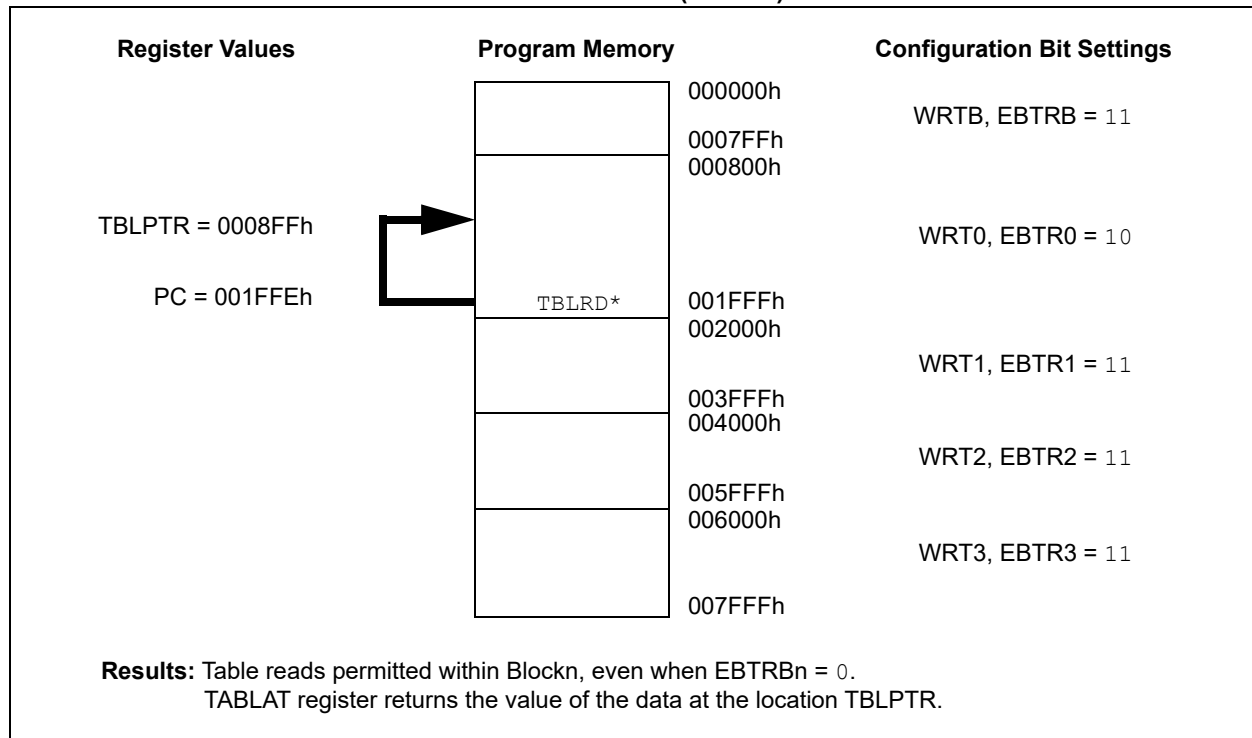 Register Values Program Memory Configuration Bit Settings
000000h
WRTB, EBTRB = 11
0007FFh
000800h
TBLPTR = 0008FFh
WRT0, EBTR0 = 10
PC = 001FFEh
TBLRD*
001FFFh
002000h
WRT1, EBTR1 = 11
003FFFh
004000h
WRT2, EBTR2 = 11
005FFFh
006000h
WRT3, EBTR3 = 11
007FFFh
Results: Table reads permitted within Blockn, even when EBTRBn = 0.
TABLAT register returns the value of the data at the location TBLPTR.